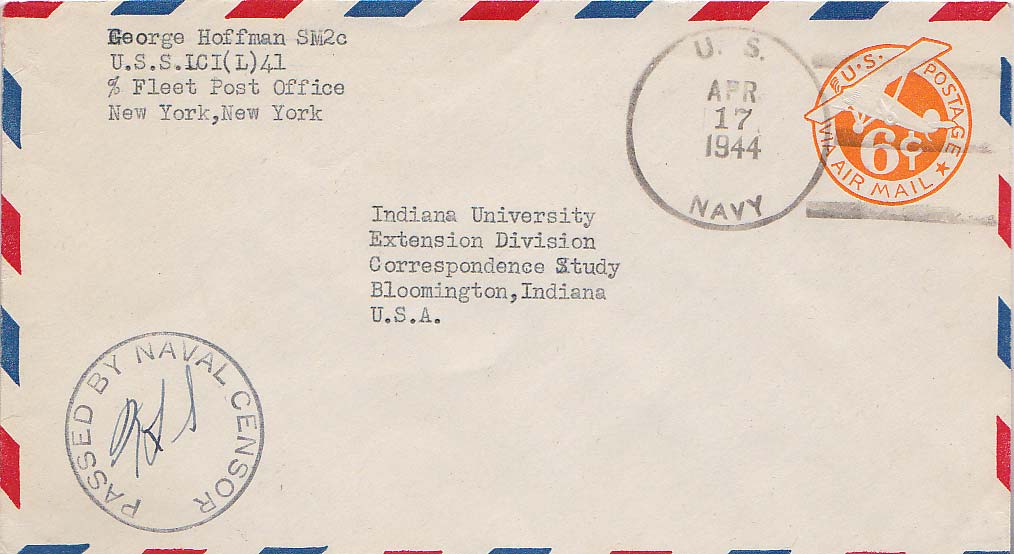 George Hoffman SM2c
U.S.S.LCI(L)41
% Fleet Post Office
New York,New York
U. S.
APR
17
1944
NAVY
U.S. POSTAGE
6¢
VIA AIR MAIL
Indiana University
Extension Division
Correspondence Study
Bloomington,Indiana
U.S.A.
PASSED BY NAVAL CENSOR